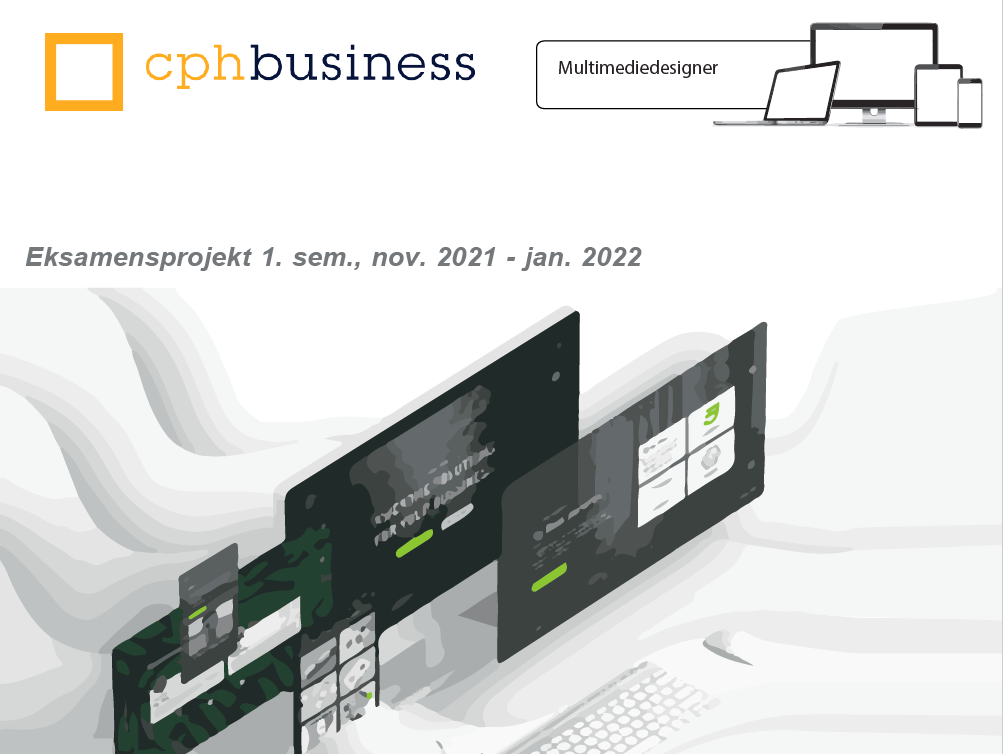 cphbusiness
Multimediedesigner
Eksamensprojekt 1. sem., nov. 2021 - jan. 2022